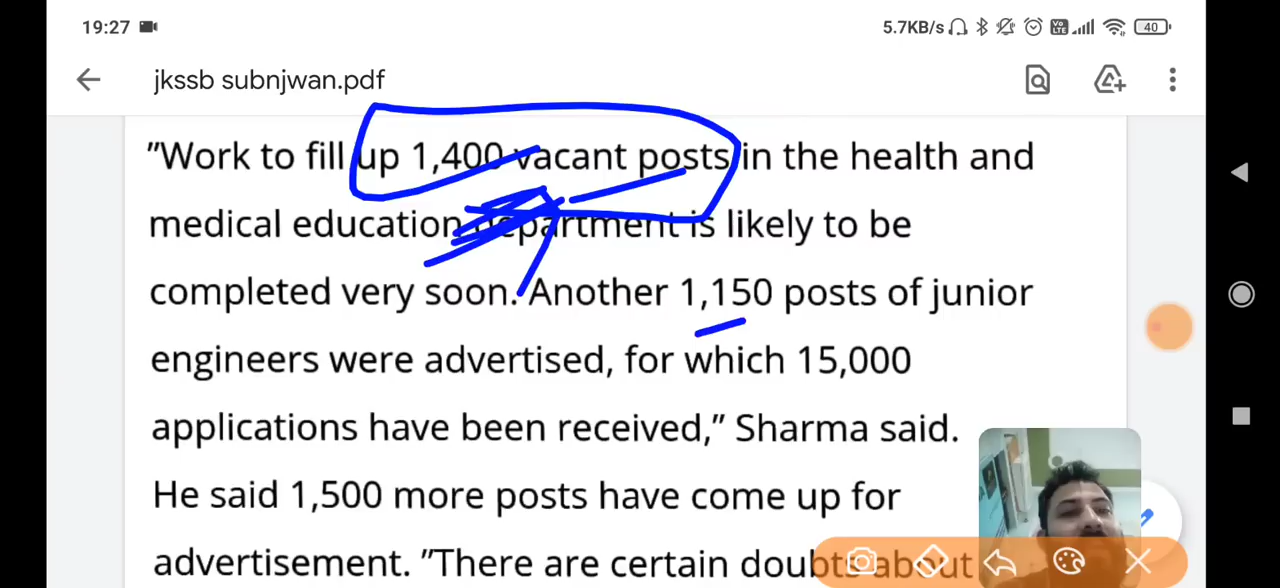 19:27 5.7KB/s 40
jkssb subnjwan.pdf
"Work to fill up 1,400 vacant posts in the health and
medical education department is likely to be
completed very soon. Another 1,150 posts of junior
engineers were advertised, for which 15,000
applications have been received,” Sharma said.
He said 1,500 more posts have come up for
advertisement. "There are certain doubts about